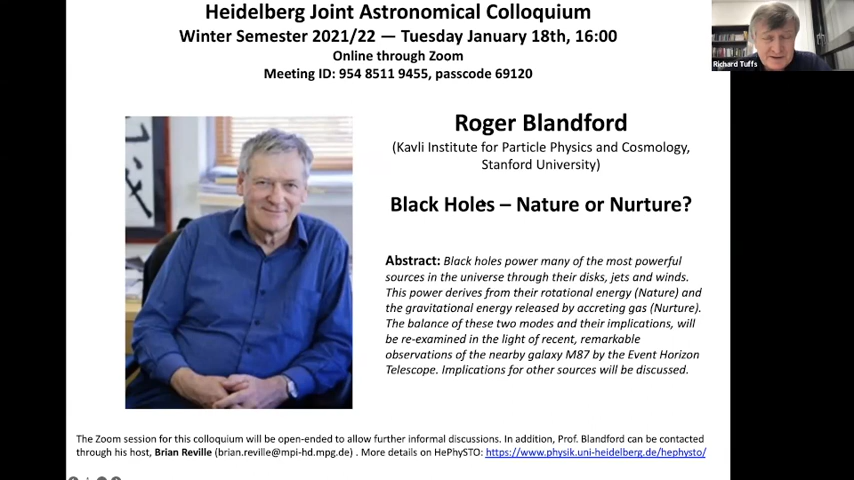 Heidelberg Joint Astronomical Colloquium
Winter Semester 2021/22 — Tuesday January 18th, 16:00
Online through Zoom
Meeting ID: 954 8511 9455, passcode 69120
Richard Tuffs
Roger Blandford
(Kavli Institute for Particle Physics and Cosmology,
Stanford University)
Black Holes – Nature or Nurture?
Abstract: Black holes power many of the most powerful
sources in the universe through their disks, jets and winds.
This power derives from their rotational energy (Nature) and
the gravitational energy released by accreting gas (Nurture).
The balance of these two modes and their implications, will
be re-examined in the light of recent, remarkable
observations of the nearby galaxy M87 by the Event Horizon
Telescope. Implications for other sources will be discussed.
The Zoom session for this colloquium will be open-ended to allow further informal discussions. In addition, Prof. Blandford can be contacted
through his host, Brian Reville (brian.reville@mpi-hd.mpg.de) . More details on HePhySTO: https://www.physik.uni-heidelberg.de/hephysto/